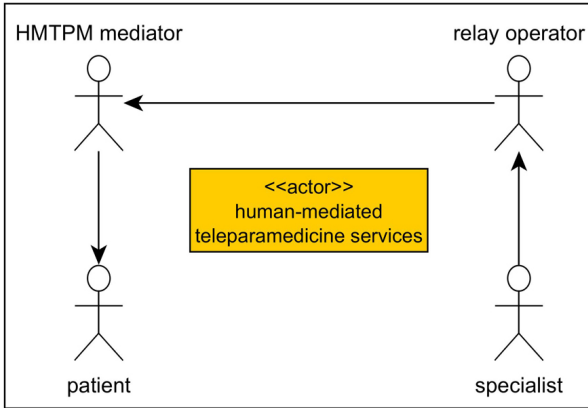 HMTPM mediator
relay operator
<<actor>>
human-mediated
teleparamedicine services
patient
specialist